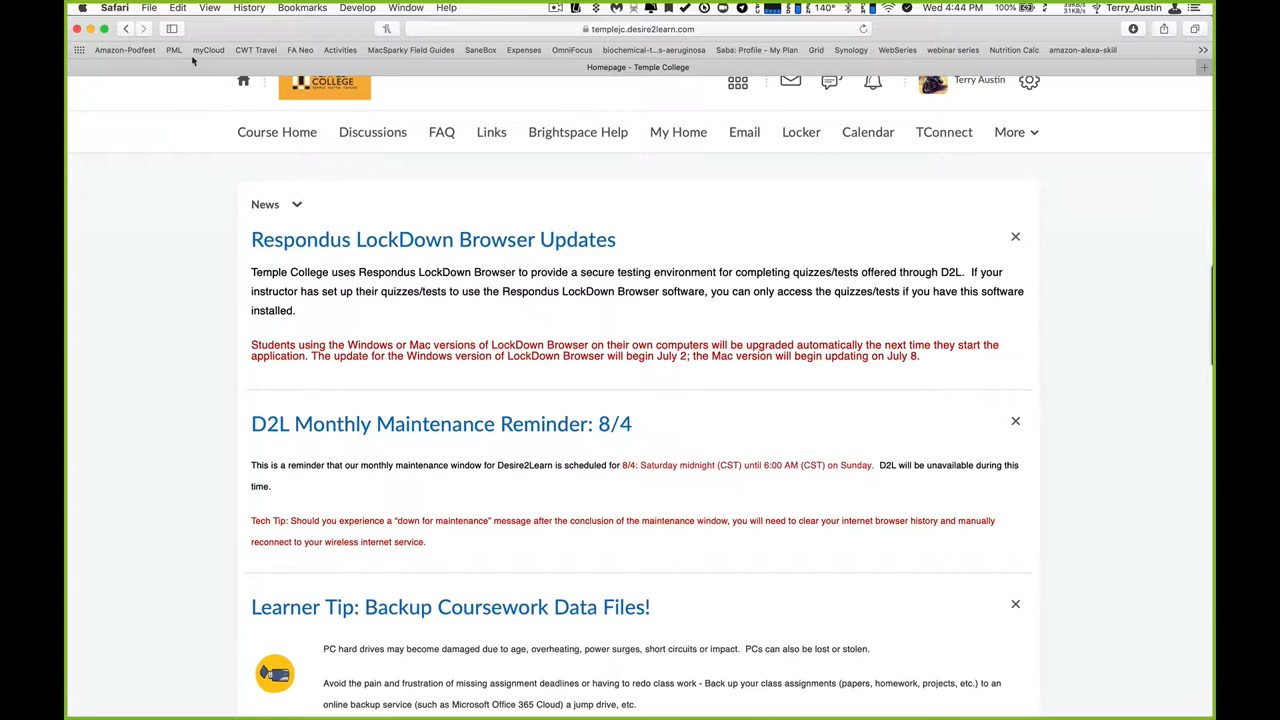 Safari File Edit View History Bookmarks Develop Window Help 140° 100% Wed 4:44 PM Terry_Austin
templejc.desire2learn.com
Amazon-Podfeet PML myCloud CWT Travel FA Neo Activities MacSparky Field Guides SaneBox Expenses OmniFocus biochemical-t...s-aeruginosa Saba: Profile - My Plan Grid Synology WebSeries webinar series Nutrition Calc amazon-alexa-skill
Homepage - Temple College
COLLEGE
Terry Austin
Course Home Discussions FAQ Links Brightspace Help My Home Email Locker Calendar TConnect More
News
Respondus LockDown Browser Updates
Temple College uses Respondus LockDown Browser to provide a secure testing environment for completing quizzes/tests offered through D2L. If your
instructor has set up their quizzes/tests to use the Respondus LockDown Browser software, you can only access the quizzes/tests if you have this software
installed.
Students using the Windows or Mac versions of LockDown Browser on their own computers will be upgraded automatically the next time they start the
application. The update for the Windows version of LockDown Browser will begin July 2; the Mac version will begin updating on July 8.
D2L Monthly Maintenance Reminder: 8/4
This is a reminder that our monthly maintenance window for Desire2Learn is scheduled for 8/4: Saturday midnight (CST) until 6:00 AM (CST) on Sunday. D2L will be unavailable during this
time.
Tech Tip: Should you experience a "down for maintenance" message after the conclusion of the maintenance window, you will need to clear your internet browser history and manually
reconnect to your wireless internet service.
Learner Tip: Backup Coursework Data Files!
PC hard drives may become damaged due to age, overheating, power surges, short circuits or impact. PCs can also be lost or stolen.
Avoid the pain and frustration of missing assignment deadlines or having to redo class work - Back up your class assignments (papers, homework, projects, etc.) to an
online backup service (such as Microsoft Office 365 Cloud) a jump drive, etc.